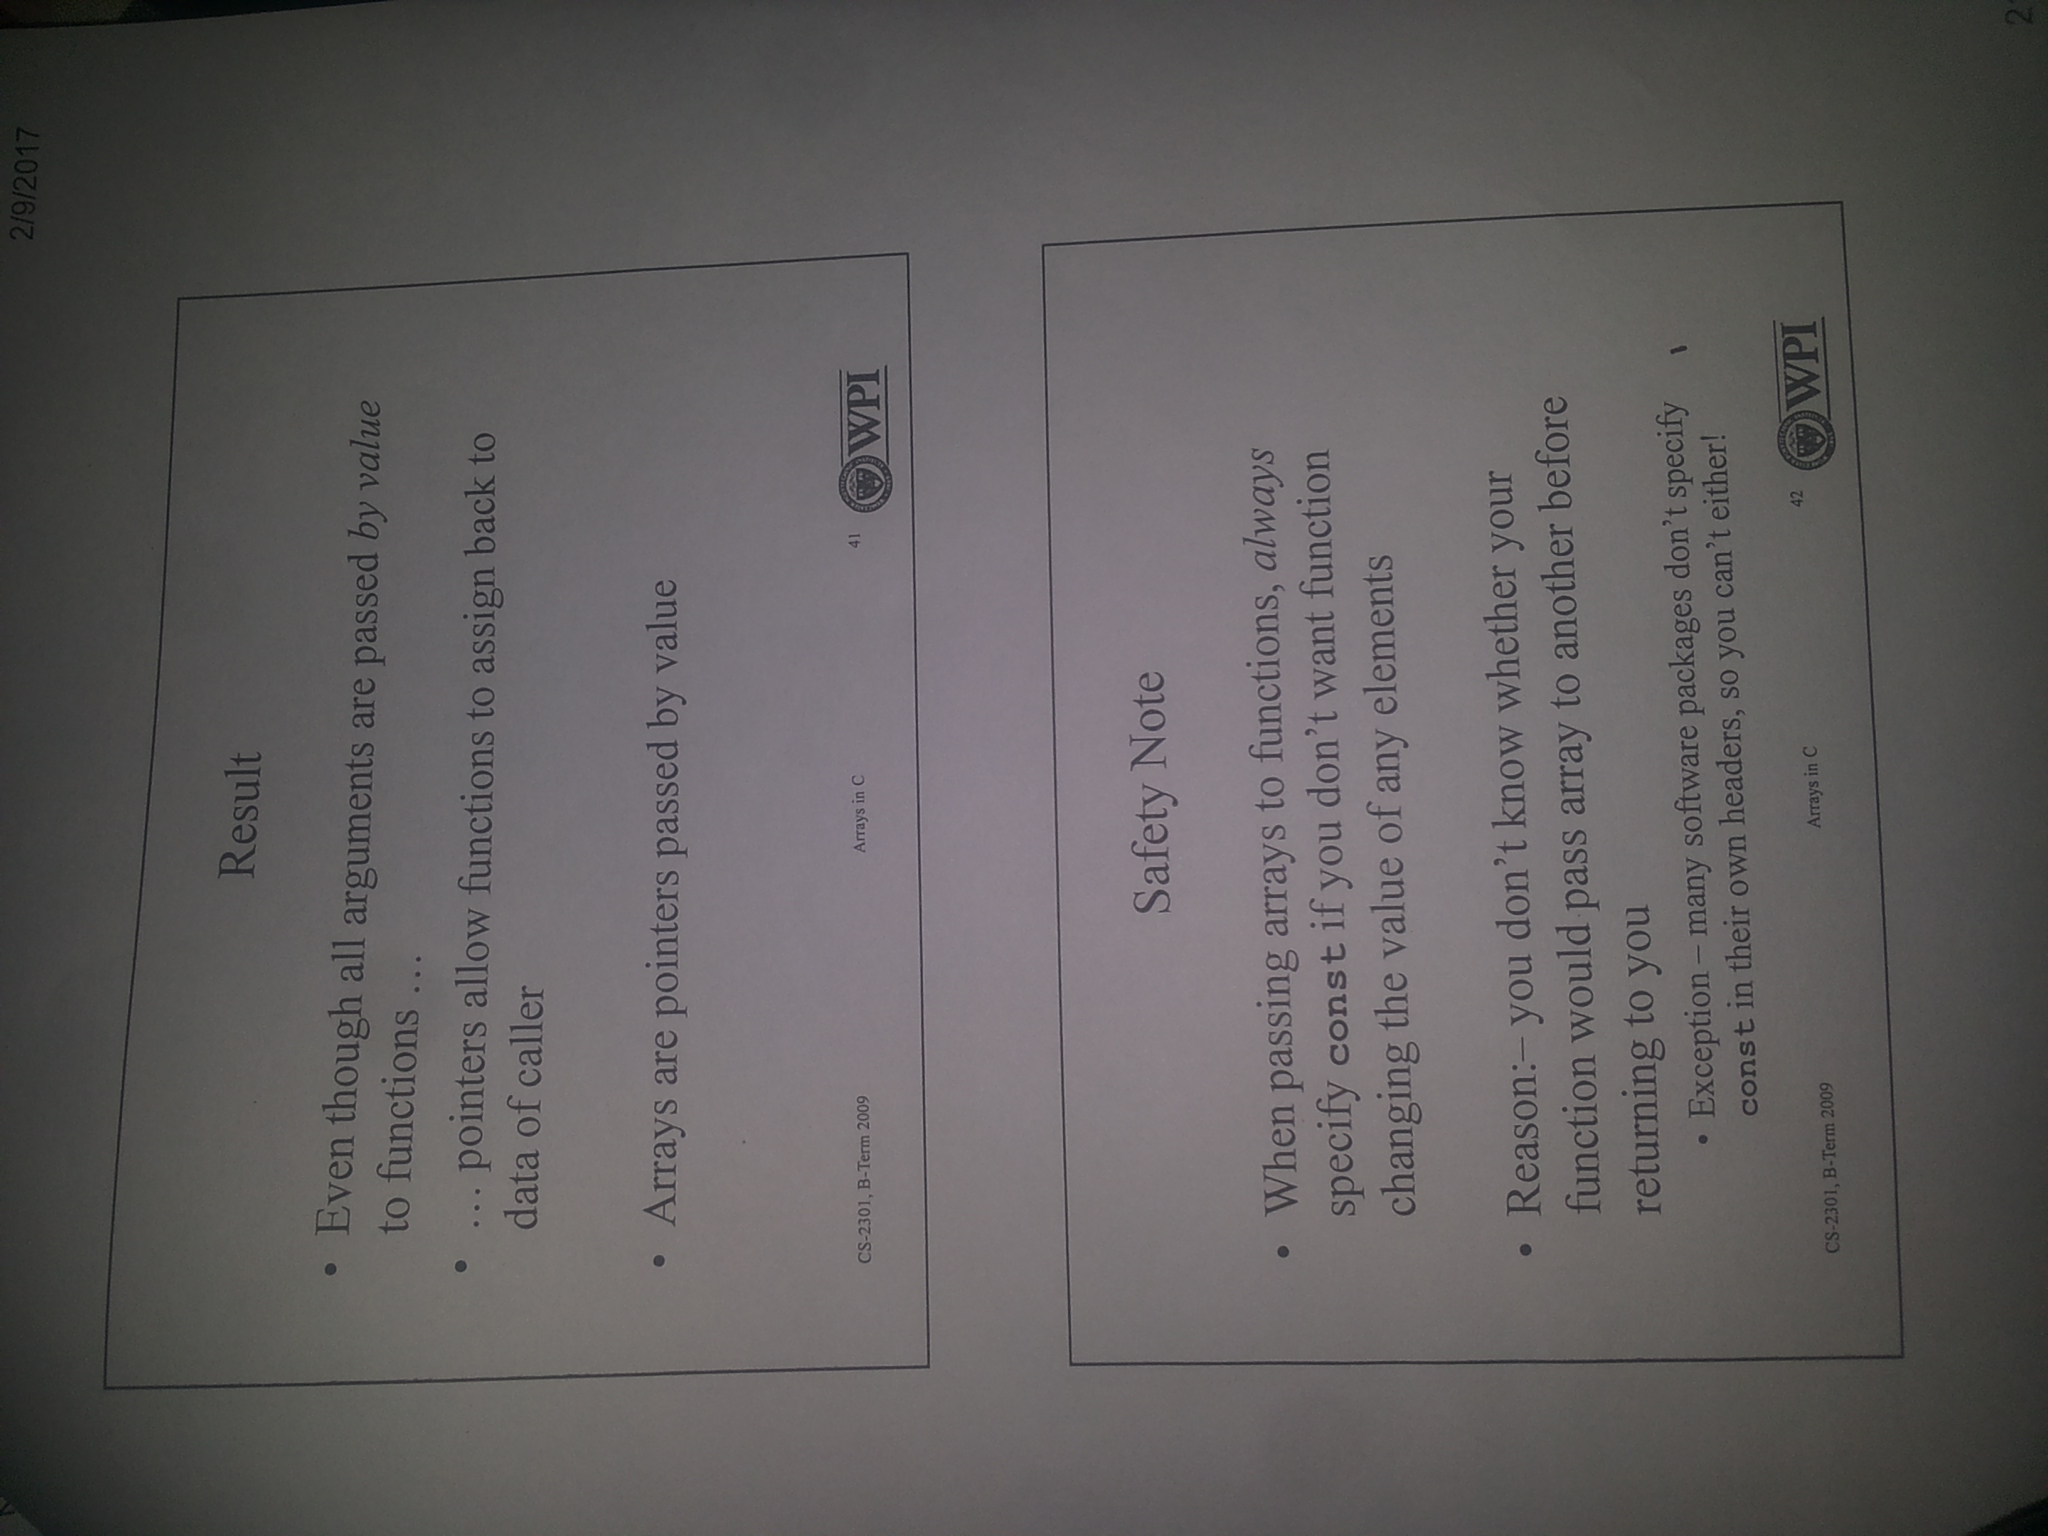 2/9/2017
Result
• Even though all arguments are passed by value
to functions …
• … pointers allow functions to assign back to
data of caller
• Arrays are pointers passed by value
CS-2301, B-Term 2009
Arrays in C
41
WPI
Safety Note
• When passing arrays to functions, always
specify const if you don’t want function
changing the value of any elements
• Reason:– you don’t know whether your
function would pass array to another before
returning to you
• Exception – many software packages don’t specify
const in their own headers, so you can’t either!
CS-2301, B-Term 2009
Arrays in C
42
WPI